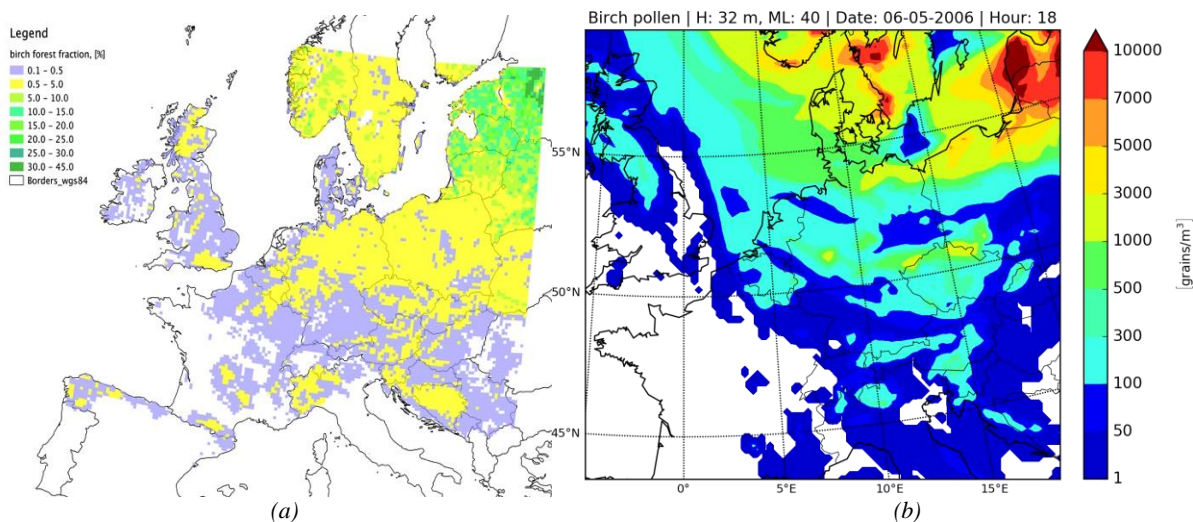 Legend
birch forest fraction, [%]
0.1 – 0.5
0.5 – 5.0
5.0 – 10.0
10.0 – 15.0
15.0 – 20.0
20.0 – 25.0
25.0 – 30.0
30.0 – 45.0
Borders_wgs84
(a)
Birch pollen | H: 32 m, ML: 40 | Date: 06-05-2006 | Hour: 18
55°N
50°N
45°N
0°
5°E
10°E
15°E
10000
7000
5000
3000
1000
500
300
100
50
1
[grains/m³]
(b)